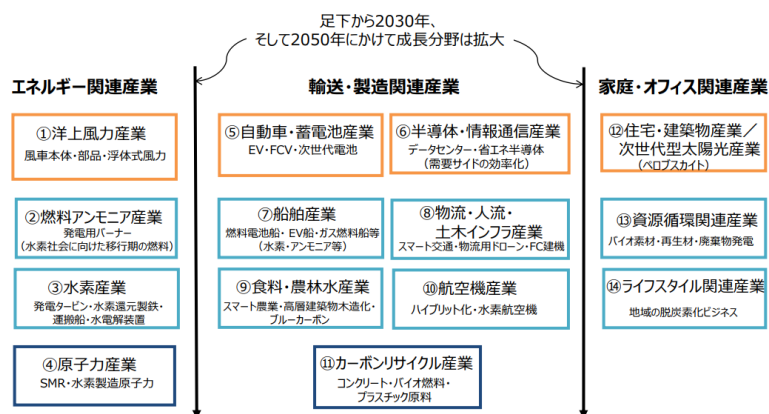 足下から2030年、
そして2050年にかけて成長分野は拡大
エネルギー関連産業
輸送・製造関連産業
家庭・オフィス関連産業
①洋上風力産業
風車本体・部品・浮体式風力
②燃料アンモニア産業
発電用バーナー
(水素社会に向けた移行期の燃料)
③水素産業
発電タービン・水素還元製鉄・
運搬船・水電解装置
④原子力産業
SMR・水素製造原子力
⑤自動車・蓄電池産業
EV・FCV・次世代電池
⑥半導体・情報通信産業
データセンター・省エネ半導体
(需要サイドの効率化)
⑦船舶産業
燃料電池船・EV船・ガス燃料船等
(水素・アンモニア等)
⑧物流・人流・
土木インフラ産業
スマート交通・物流用ドローン・FC建機
⑨食料・農林水産業
スマート農業・高層建築物木造化・
ブルーカーボン
⑩航空機産業
ハイブリット化・水素航空機
⑪カーボンリサイクル産業
コンクリート・バイオ燃料・
プラスチック原料
⑫住宅・建築物産業／
次世代型太陽光産業
(ペロブスカイト)
⑬資源循環関連産業
バイオ素材・再生材・廃棄物発電
⑭ライフスタイル関連産業
地域の脱炭素化ビジネス